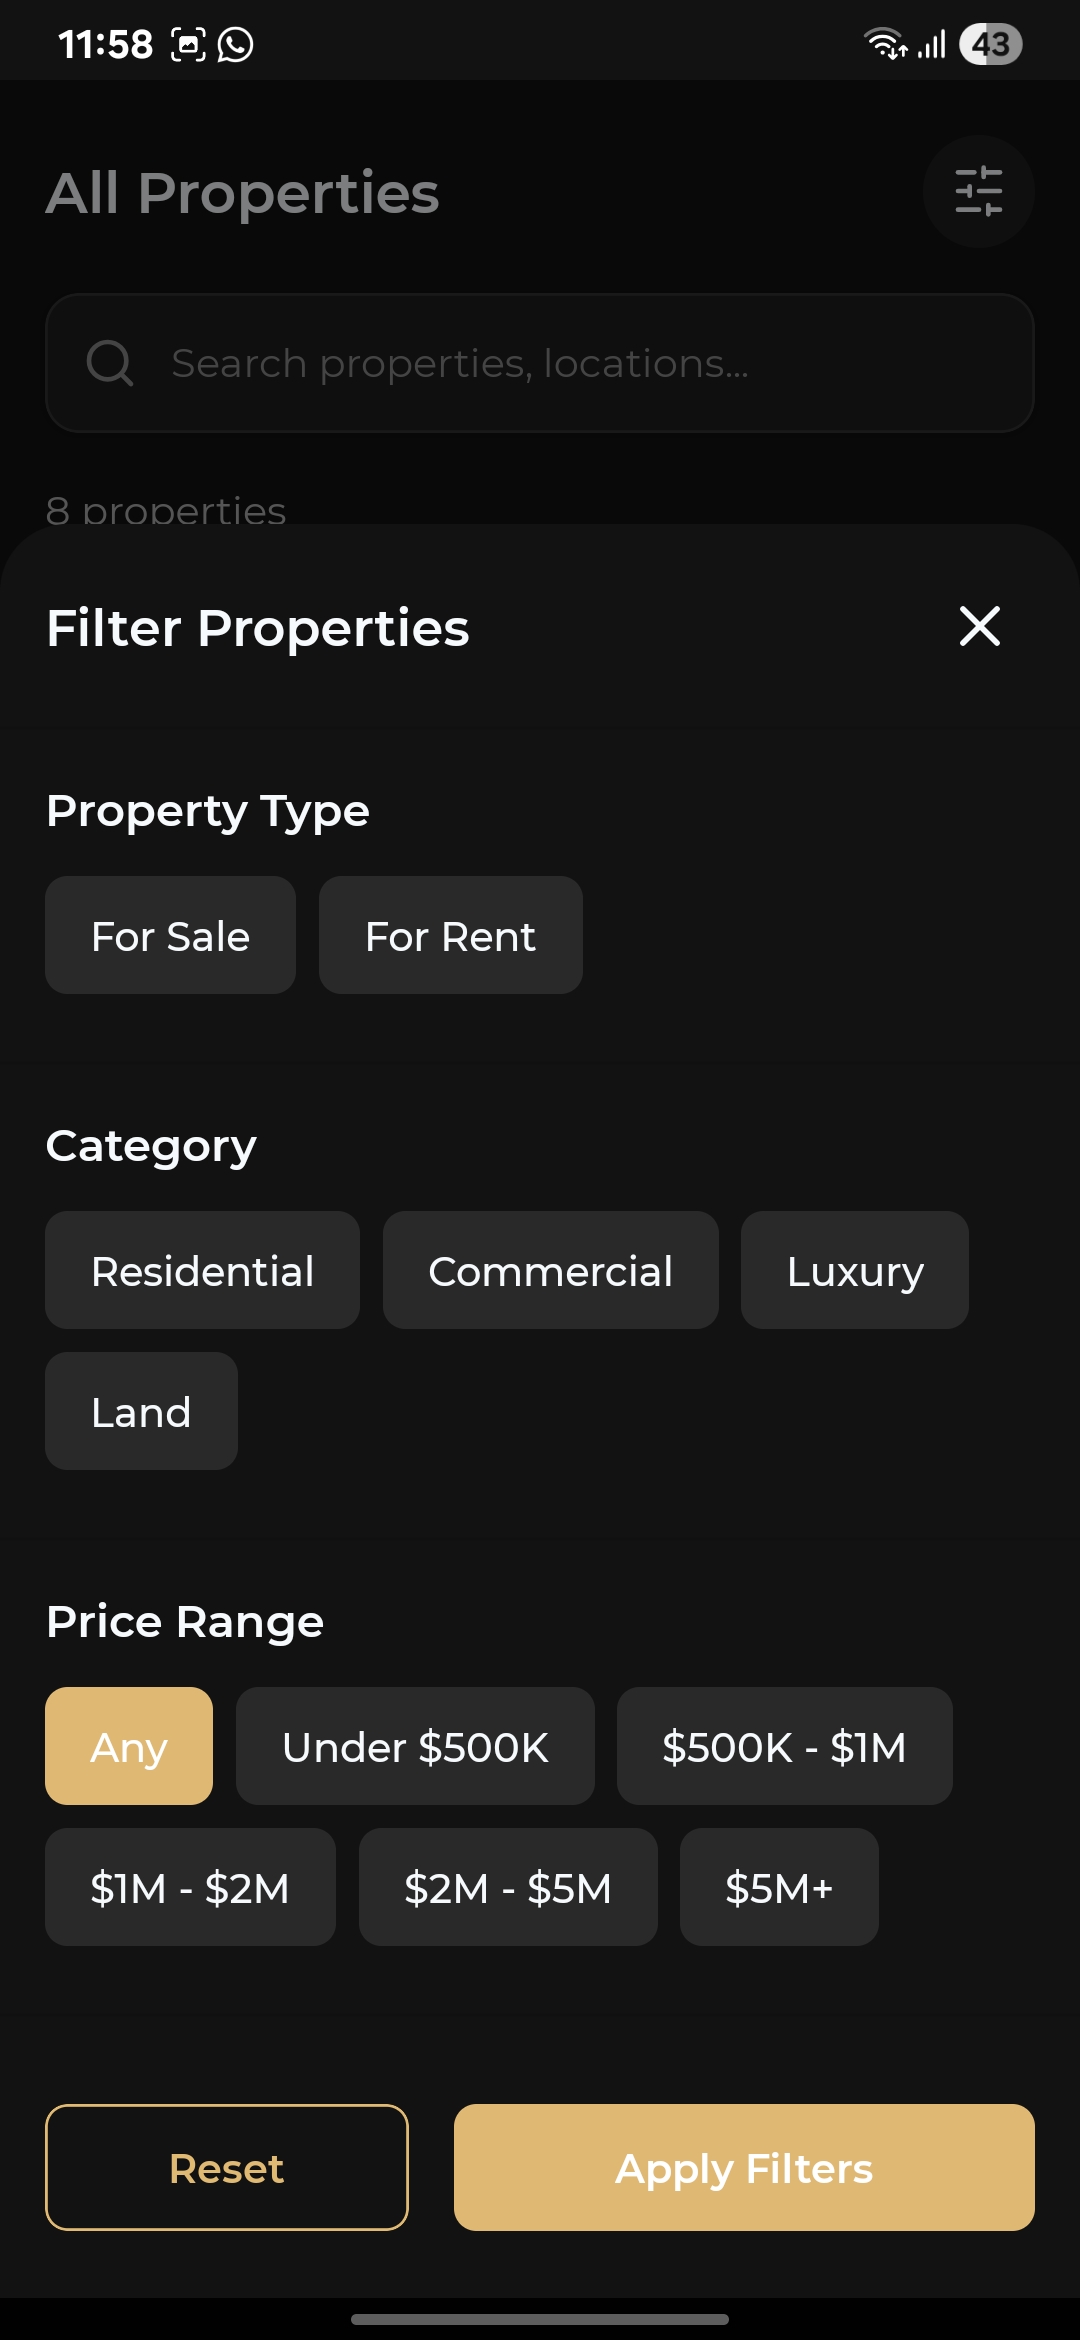 11:58 43
All Properties
Search properties, locations...
8 properties
Filter Properties
Property Type
For Sale For Rent
Category
Residential Commercial Luxury
Land
Price Range
Any Under $500K $500K - $1M
$1M - $2M $2M - $5M $5M+
Reset Apply Filters